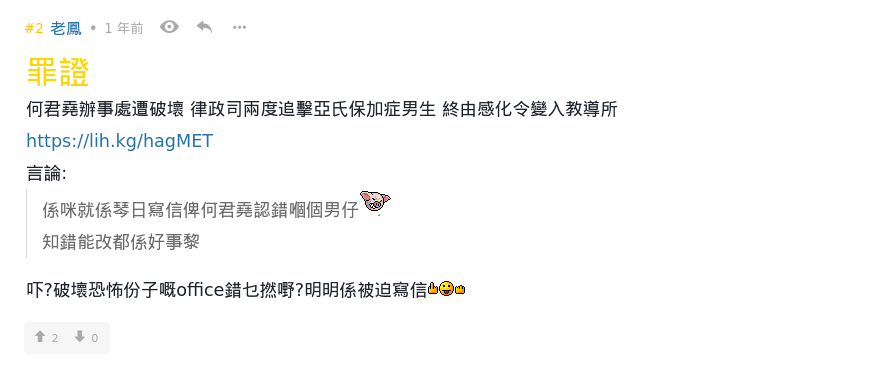 #2 老鳳 • 1 年前
罪證
何君堯辦事處遭破壞 律政司兩度追擊亞氏保加症男生 終由感化令變入教導所
https://lih.kg/hagMET
言論:
係咪就係琴日寫信俾何君堯認錯嗰個男仔
知錯能改都係好事黎
吓?破壞恐怖份子嘅office錯乜撚嘢?明明係被迫寫信
2 0